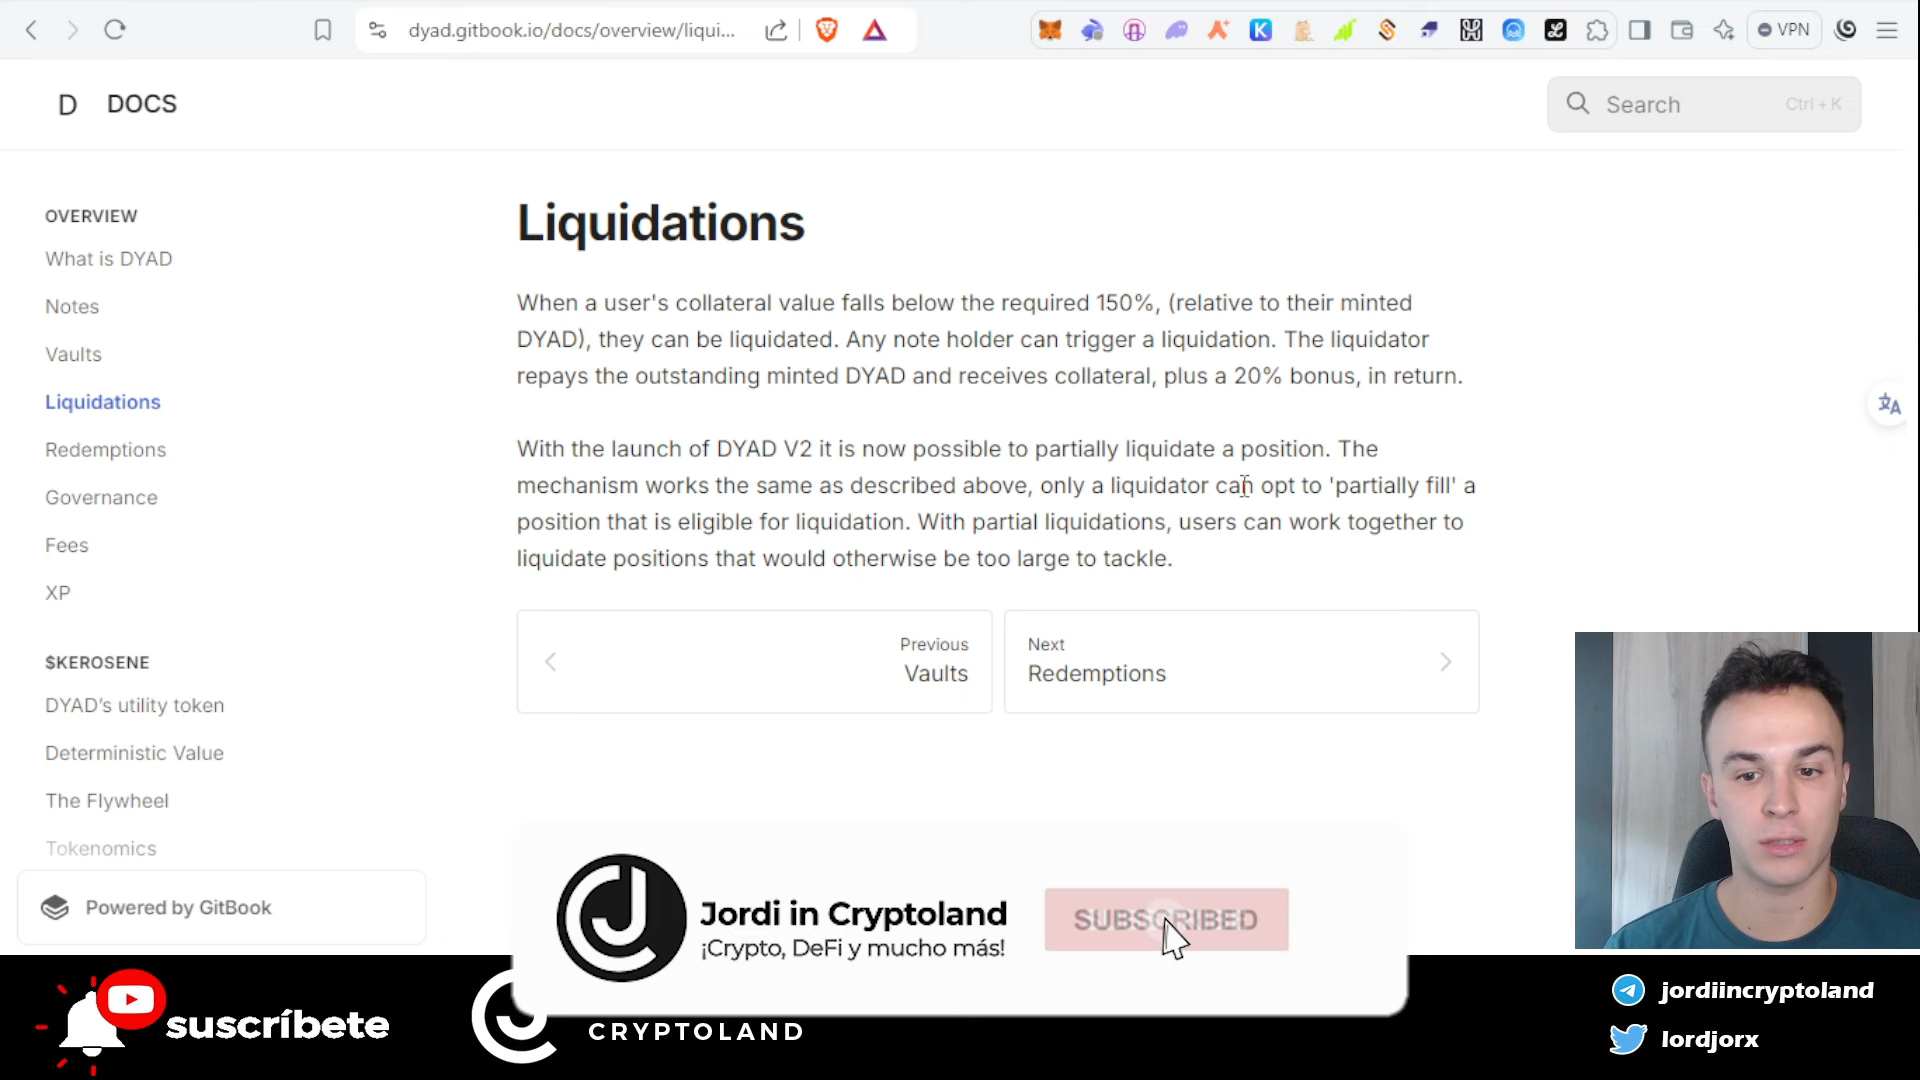 dyad.gitbook.io/docs/overview/liqui...
VPN
D DOCS
Search Ctrl + K
OVERVIEW
What is DYAD
Notes
Vaults
Liquidations
Redemptions
Governance
Fees
XP
$KEROSENE
DYAD's utility token
Deterministic Value
The Flywheel
Tokenomics
Powered by GitBook
Liquidations
When a user's collateral value falls below the required 150%, (relative to their minted
DYAD), they can be liquidated. Any note holder can trigger a liquidation. The liquidator
repays the outstanding minted DYAD and receives collateral, plus a 20% bonus, in return.
With the launch of DYAD V2 it is now possible to partially liquidate a position. The
mechanism works the same as described above, only a liquidator can opt to 'partially fill' a
position that is eligible for liquidation. With partial liquidations, users can work together to
liquidate positions that would otherwise be too large to tackle.
Previous
Vaults
Next
Redemptions
Jordi in Cryptoland
¡Crypto, DeFi y mucho más!
SUBSCRIBED
suscríbete
CRYPTOLAND
jordiincryptoland
lordjorx